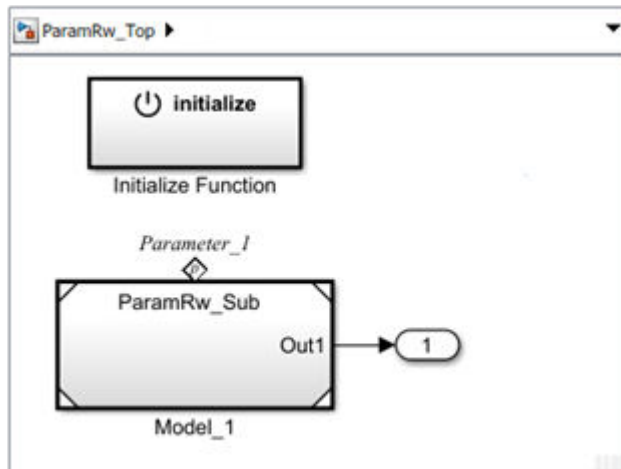 ParamRw_Top
initialize
Initialize Function
Parameter_1
P
ParamRw_Sub
Out1
1
Model_1